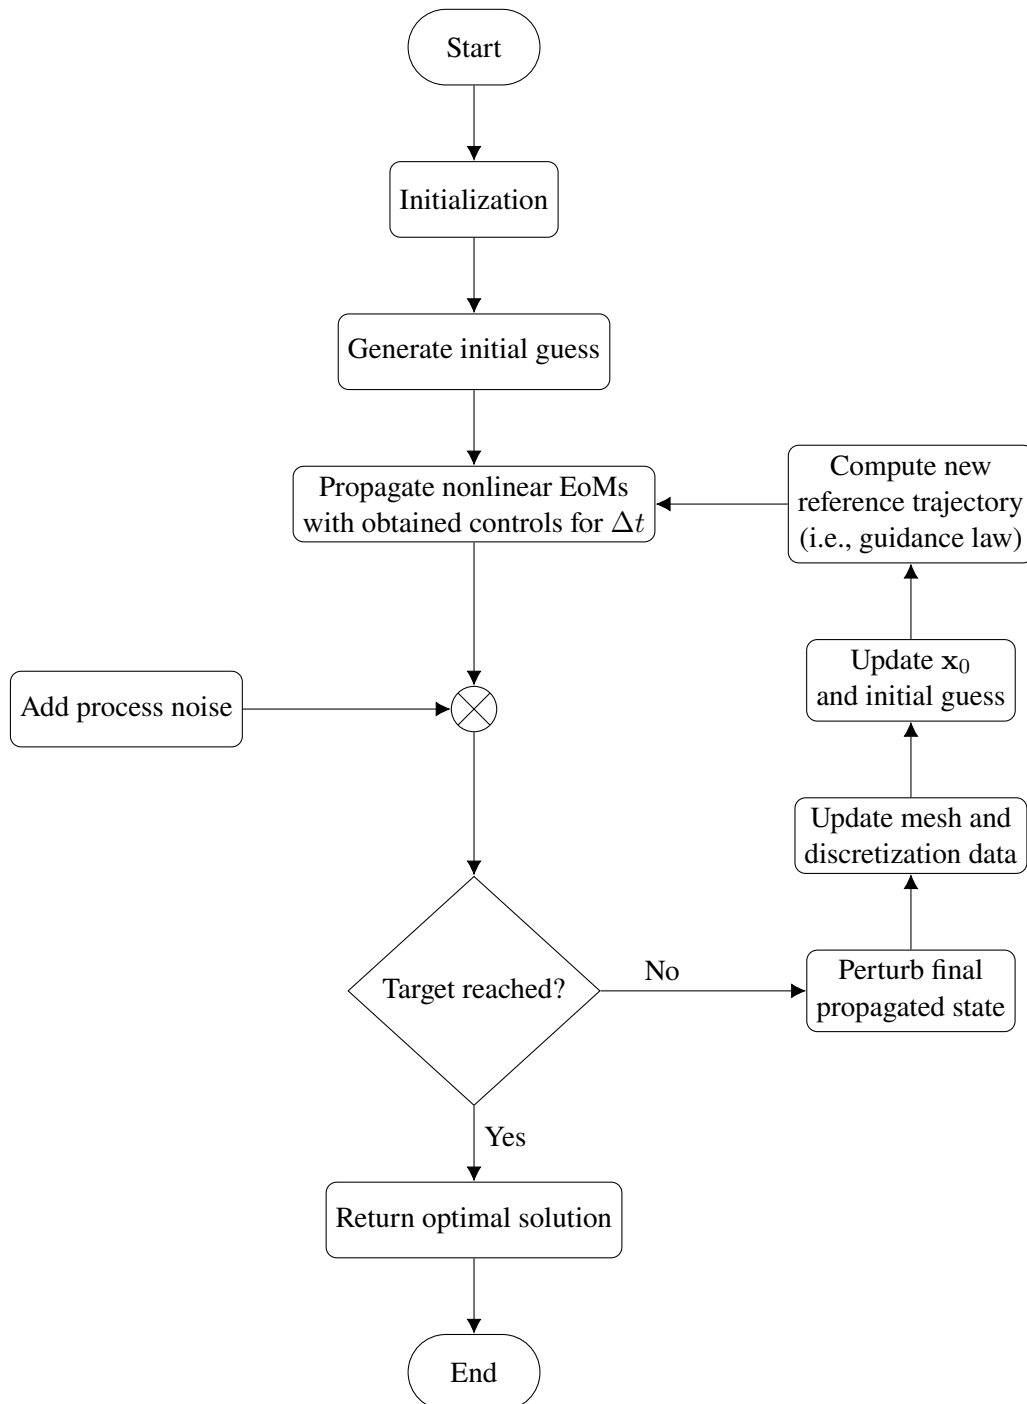 Start
Initialization
Generate initial guess
Propagate nonlinear EoMs
with obtained controls for Δt
Compute new
reference trajectory
(i.e., guidance law)
Update x₀
and initial guess
Add process noise
Update mesh and
discretization data
Target reached?
No
Perturb final
propagated state
Yes
Return optimal solution
End